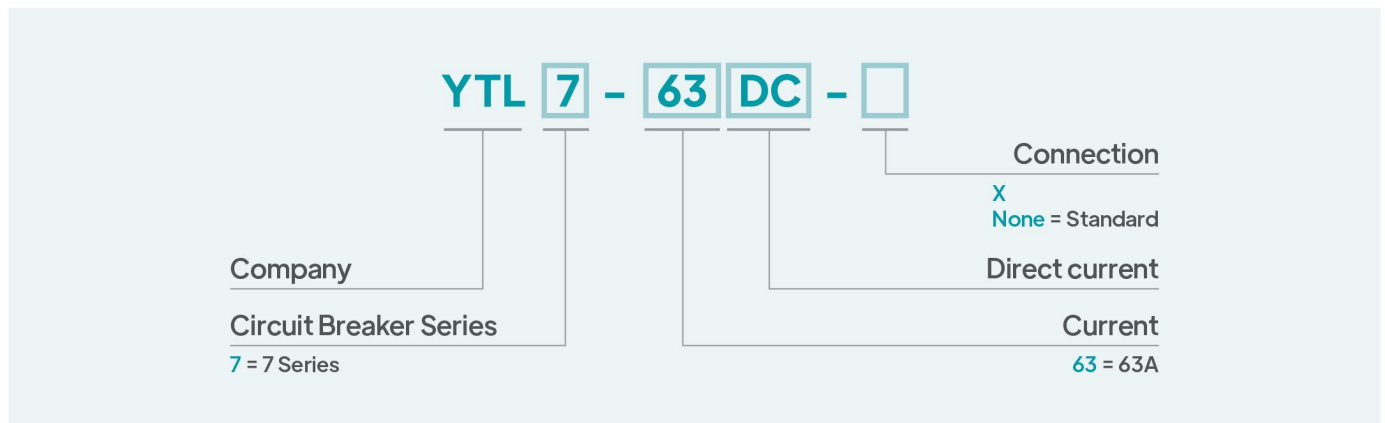 YTL 7 - 63 DC -
Connection
X
None = Standard
Company
Direct current
Circuit Breaker Series
Current
7 = 7 Series
63 = 63A